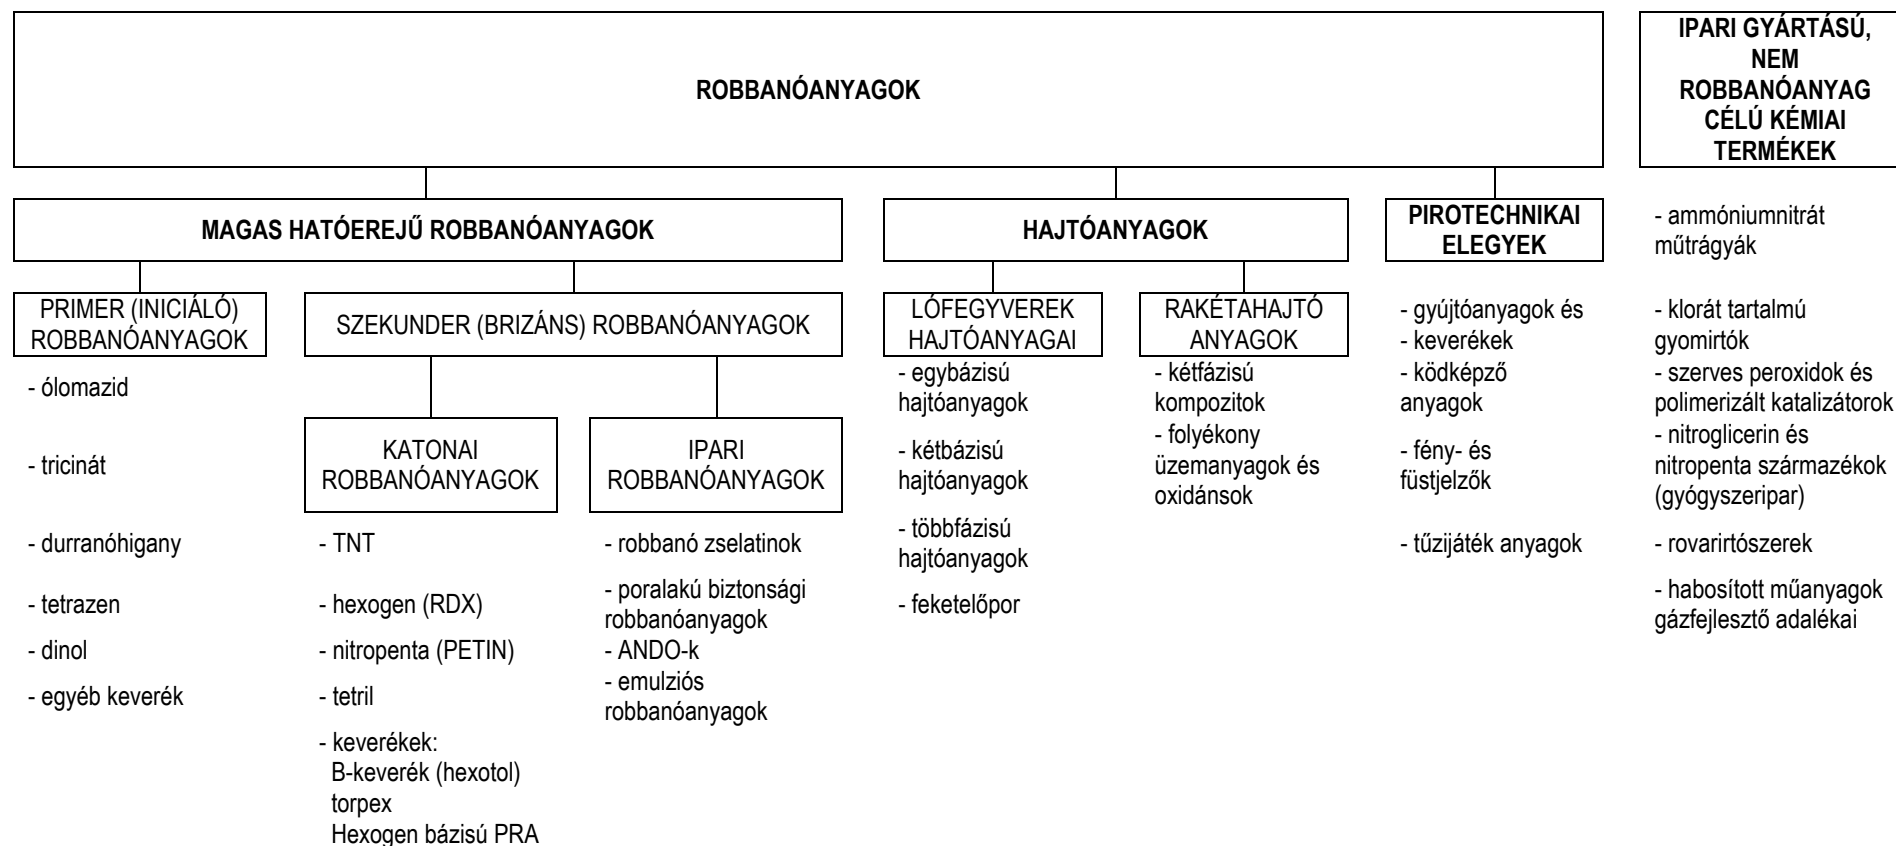 ROBBANÓANYAGOK
IPARI GYÁRTÁSÚ,
NEM
ROBBANÓANYAG
CÉLÚ KÉMIAI
TERMÉKEK
MAGAS HATÓEREJŰ ROBBANÓANYAGOK
HAJTÓANYAGOK
PIROTECHNIKAI
ELEGYEK
- ammóniumnitrát
műtrágyák
PRIMER (INICIÁLÓ)
ROBBANÓANYAGOK
SZEKUNDER (BRIZÁNS) ROBBANÓANYAGOK
LÓFEGYVEREK
HAJTÓANYAGAI
RAKÉTAHAJTÓ
ANYAGOK
- gyújtóanyagok és
- keverékek
- klorát tartalmú
gyomirtók
- ólomazid
- egybázisú
hajtóanyagok
- kétfázisú
kompozitok
- ködképző
anyagok
- szerves peroxidok és
polimerizált katalizátorok
- tricinát
KATONAI
ROBBANÓANYAGOK
IPARI
ROBBANÓANYAGOK
- kétbázisú
hajtóanyagok
- folyékony
üzemanyagok és
oxidánsok
- fény- és
füstjelzők
- nitroglicerin és
nitropenta származékok
(gyógyszeripar)
- durranóhigany
- TNT
- robbanó zselatinok
- többfázisú
hajtóanyagok
- tűzijáték anyagok
- rovarirtószerek
- tetrazen
- hexogen (RDX)
- poralakú biztonsági
robbanóanyagok
- feketelőpor
- habosított műanyagok
gázfejlesztő adalékai
- dinol
- nitropenta (PETIN)
- ANDO-k
- egyéb keverék
- tetril
- emulziós
robbanóanyagok
- keverékek:
B-keverék (hexotol)
torpex
Hexogen bázisú PRA